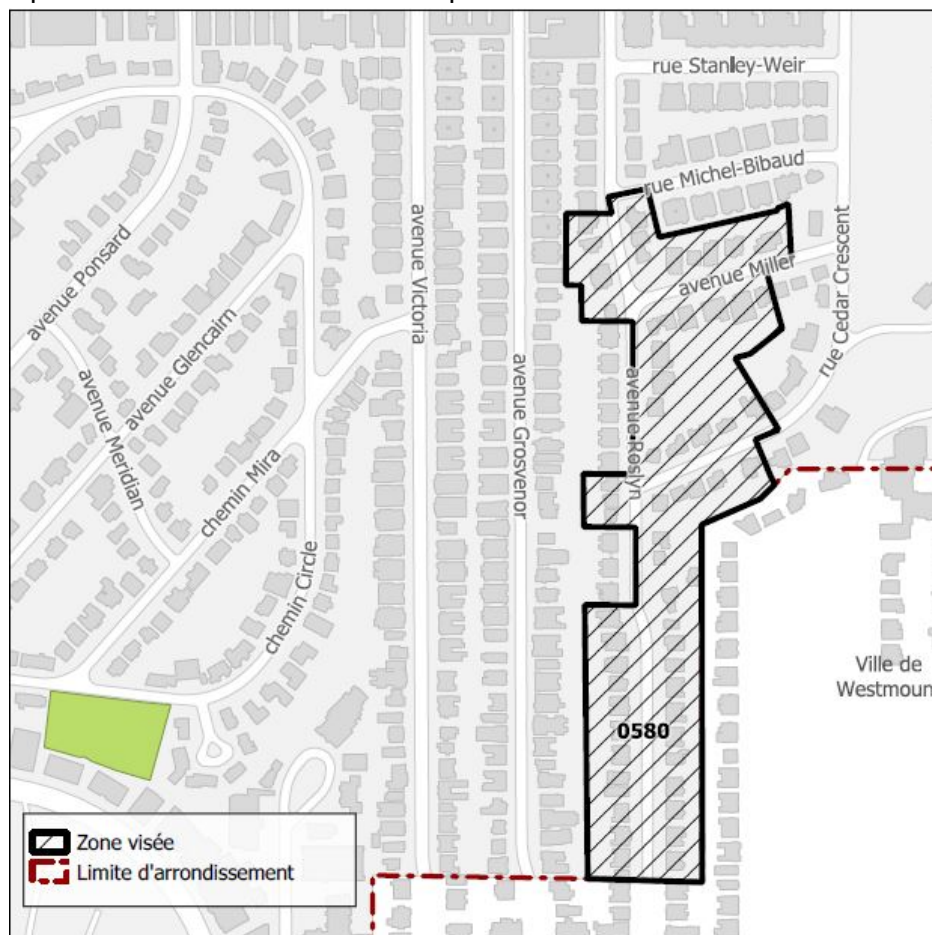 rue Stanley-Weir
rue Michel-Bibaud
avenue Miller
rue Cedar Crescent
avenue Ponsard
avenue Glencairn
avenue Victoria
avenue Meridian
chemin Mira
avenue Grosvenor
avenue Roslyn
chemin Circle
Ville de
Westmoun
0580
Zone visée
Limite d'arrondissement